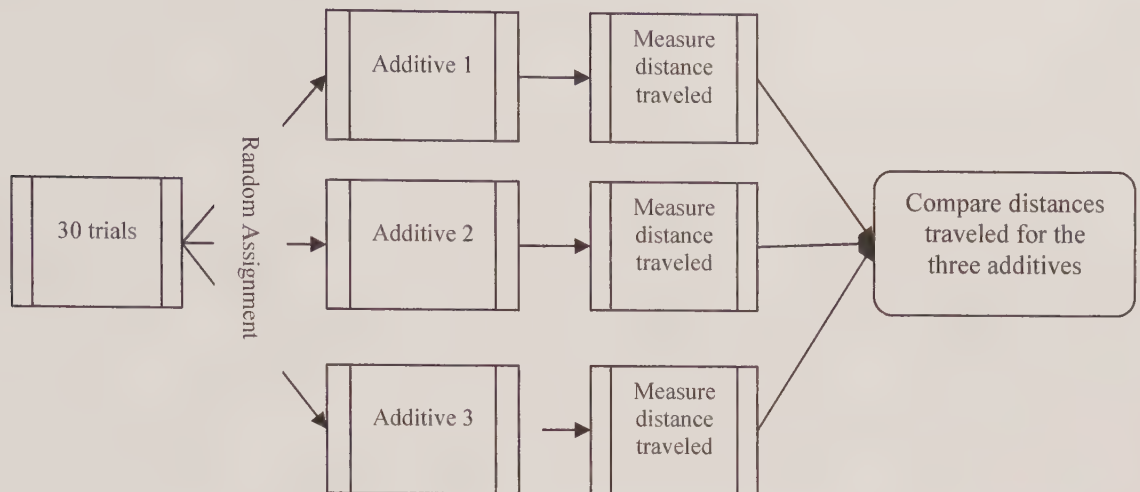 30 trials
Random Assignment
Additive 1
Measure
distance
traveled
Additive 2
Measure
distance
traveled
Additive 3
Measure
distance
traveled
Compare distances
traveled for the
three additives